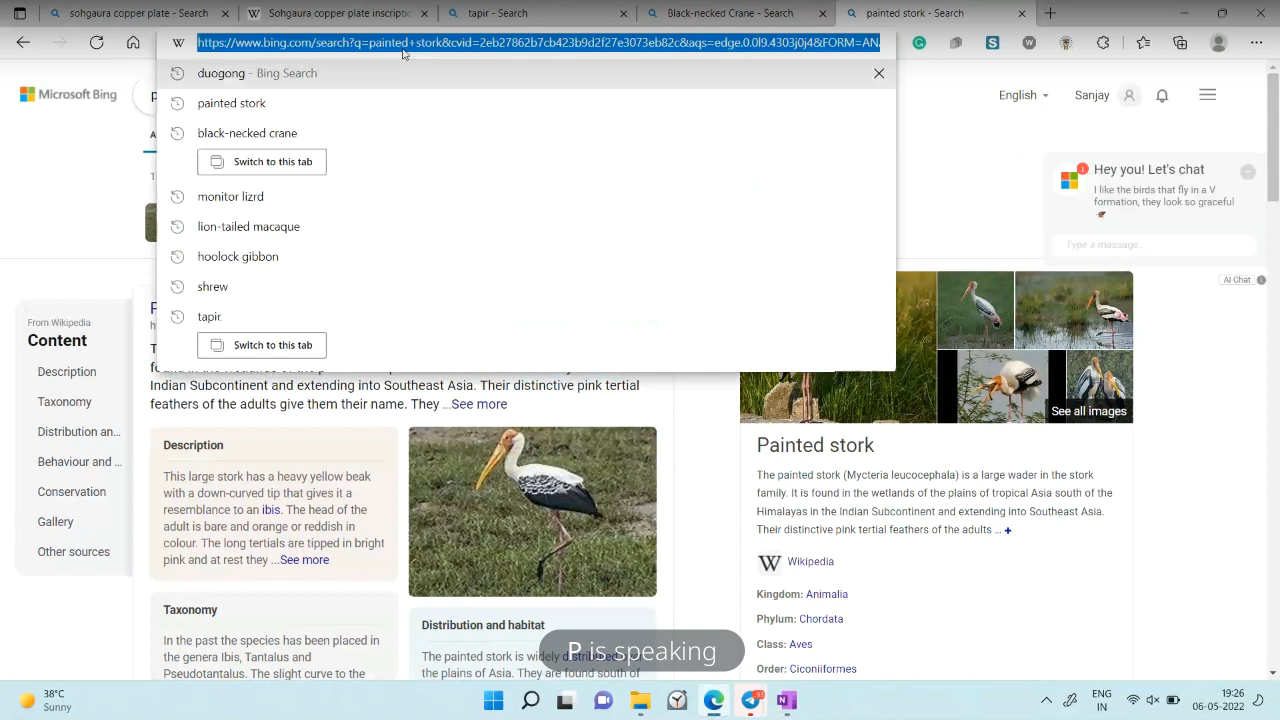 sohgaura copper plate - Search
sohgaura copper plate inscriptio
tapir - Search
Black-necked Crane - Search
painted stork - Search
https://www.bing.com/search?q=painted+stork&cvid=2eb27862b7cb423b9d2f27e3073eb82c&aqs=edge.0.0l9.4303j0j4&FORM=AN
duogong - Bing Search
painted stork
black-necked crane
Switch to this tab
monitor lizrd
lion-tailed macaque
hoolock gibbon
shrew
tapir
Switch to this tab
Microsoft Bing
English
Sanjay
Hey you! Let's chat
I like the birds that fly in a V
formation, they look so graceful
Type a message...
AI Chat
From Wikipedia
Content
Description
Taxonomy
Distribution an...
Behaviour and ...
Conservation
Gallery
Other sources
Indian Subcontinent and extending into Southeast Asia. Their distinctive pink tertial
feathers of the adults give them their name. They ...See more
Description
This large stork has a heavy yellow beak
with a down-curved tip that gives it a
resemblance to an ibis. The head of the
adult is bare and orange or reddish in
colour. The long tertials are tipped in bright
pink and at rest they ...See more
Taxonomy
In the past the species has been placed in
the genera Ibis, Tantalus and
Pseudotantalus. The slight curve to the
Distribution and habitat
The painted stork is widely distributed over
the plains of Asia. They are found south of
P is speaking
See all images
Painted stork
The painted stork (Mycteria leucocephala) is a large wader in the stork
family. It is found in the wetlands of the plains of tropical Asia south of the
Himalayas in the Indian Subcontinent and extending into Southeast Asia.
Their distinctive pink tertial feathers of the adults ... +
W Wikipedia
Kingdom: Animalia
Phylum: Chordata
Class: Aves
Order: Ciconiiformes
38°C
Sunny
ENG
IN
19:26
06-05-2022